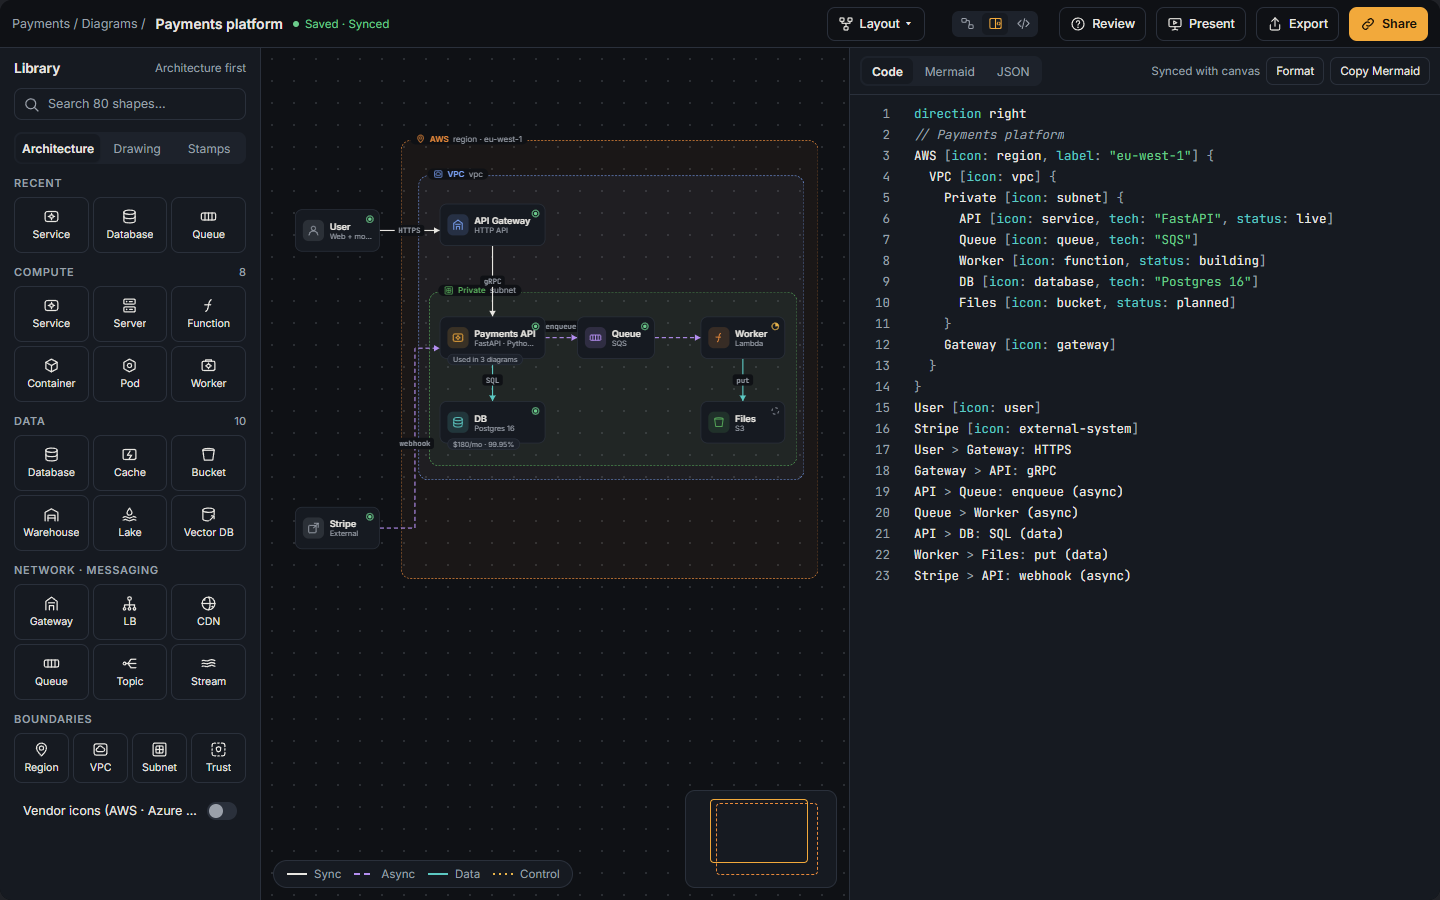 Payments / Diagrams / Payments platform Saved · Synced
Layout
Review
Present
Export
Share
Library Architecture first
Search 80 shapes...
Architecture Drawing Stamps
RECENT
Service Database Queue
COMPUTE 8
Service Server Function
Container Pod Worker
DATA 10
Database Cache Bucket
Warehouse Lake Vector DB
NETWORK · MESSAGING
Gateway LB CDN
Queue Topic Stream
BOUNDARIES
Region VPC Subnet Trust
Vendor icons (AWS · Azure ...
AWS region · eu-west-1
VPC vpc
User
Web + mo...
HTTPS
API Gateway
HTTP API
gRPC
Private subnet
Payments API
FastAPI · Pytho...
Used in 3 diagrams
enqueue
Queue
SQS
Worker
Lambda
SQL
put
DB
Postgres 16
$180/mo · 99.95%
Files
S3
webhook
Stripe
External
Sync Async Data Control
Code Mermaid JSON Synced with canvas Format Copy Mermaid
1 direction right
2 // Payments platform
3 AWS [icon: region, label: "eu-west-1"] {
4 VPC [icon: vpc] {
5 Private [icon: subnet] {
6 API [icon: service, tech: "FastAPI", status: live]
7 Queue [icon: queue, tech: "SQS"]
8 Worker [icon: function, status: building]
9 DB [icon: database, tech: "Postgres 16"]
10 Files [icon: bucket, status: planned]
11 }
12 Gateway [icon: gateway]
13 }
14 }
15 User [icon: user]
16 Stripe [icon: external-system]
17 User > Gateway: HTTPS
18 Gateway > API: gRPC
19 API > Queue: enqueue (async)
20 Queue > Worker (async)
21 API > DB: SQL (data)
22 Worker > Files: put (data)
23 Stripe > API: webhook (async)